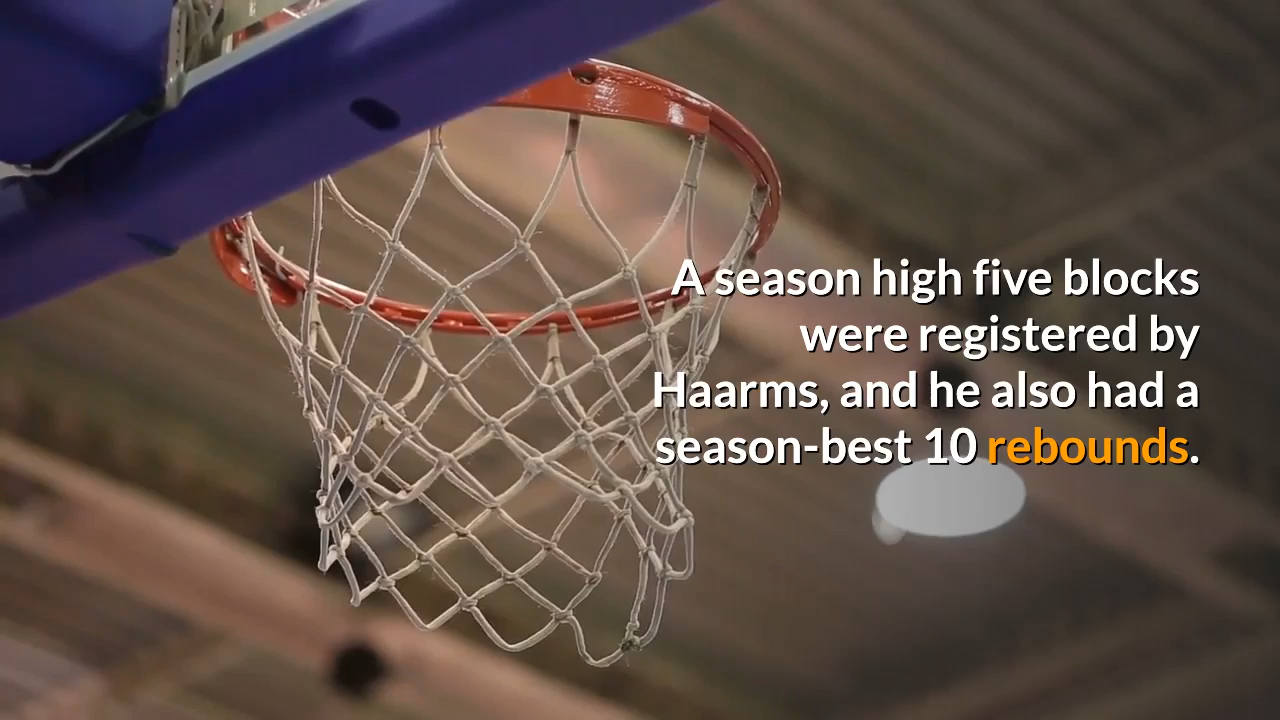 A season high five blocks
were registered by
Haarms, and he also had a
season-best 10 rebounds.